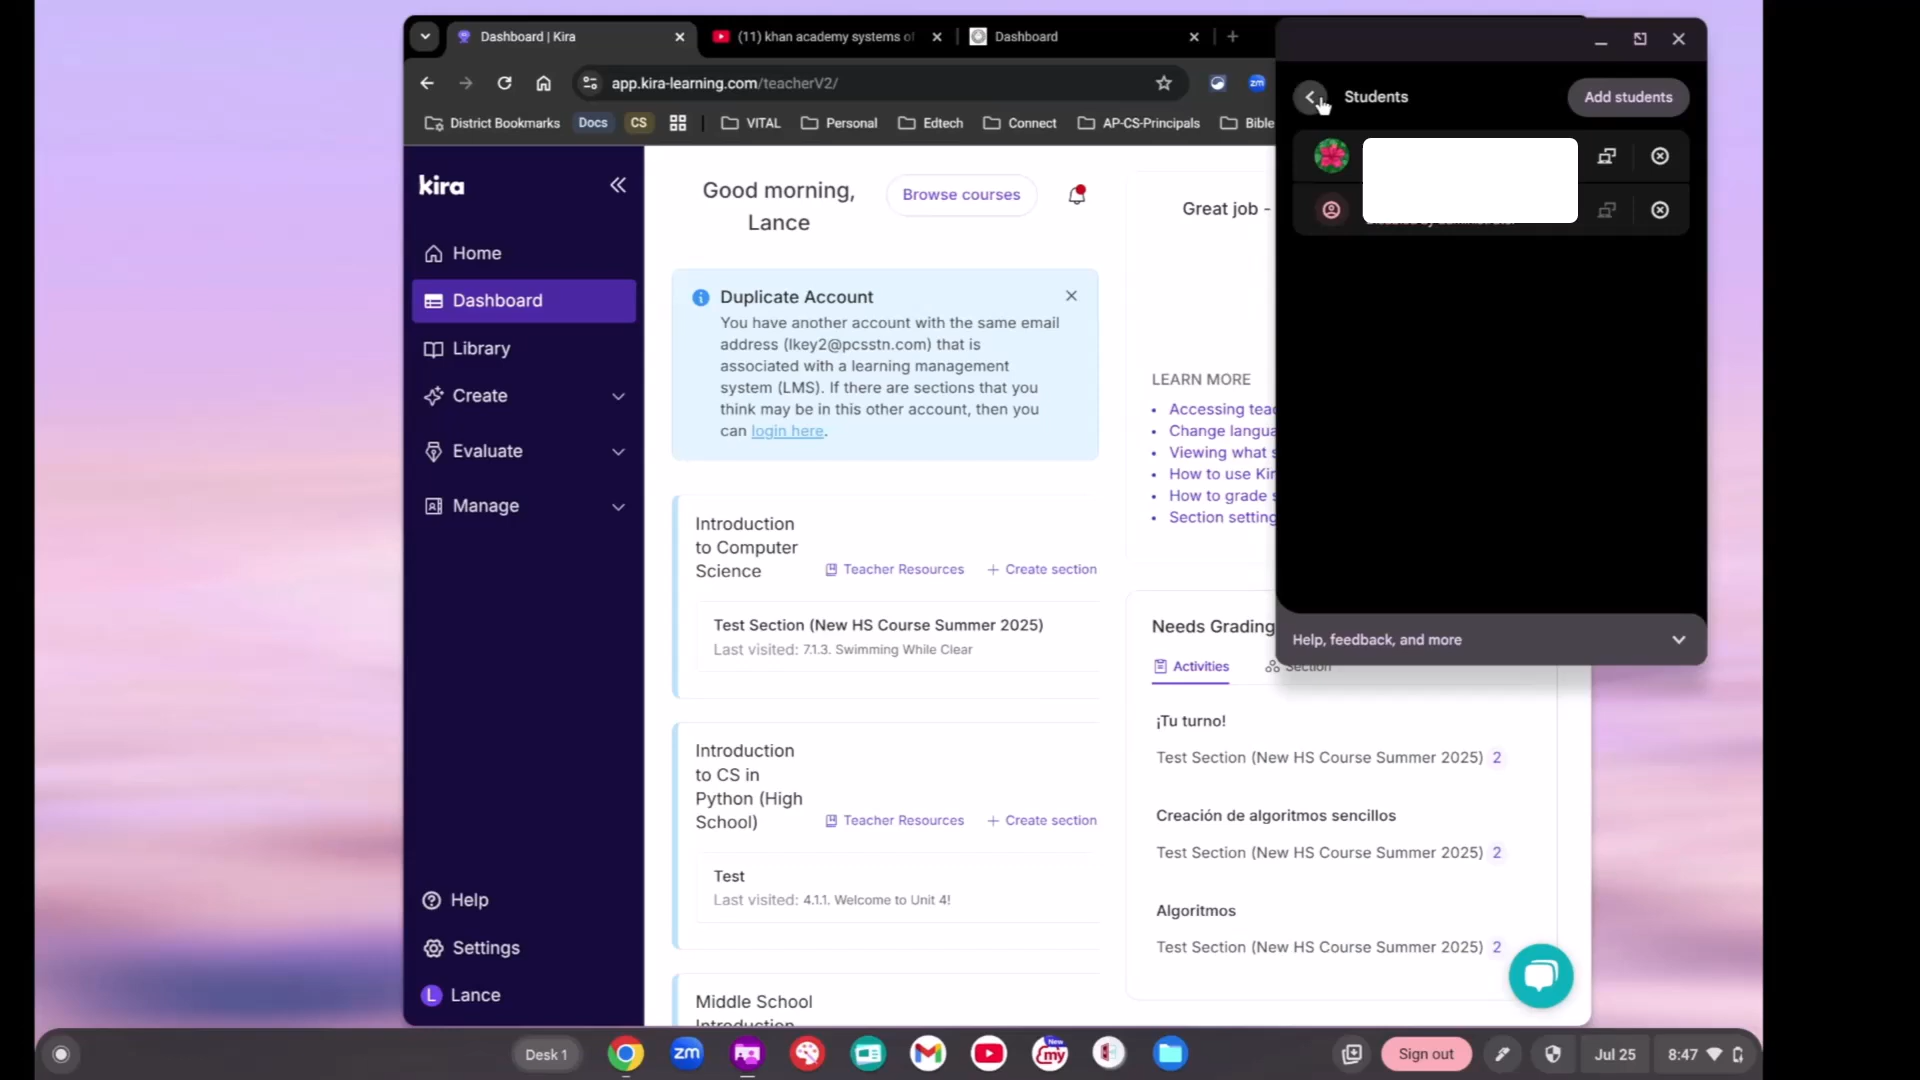 Dashboard | Kira
(11) khan academy systems of
Dashboard
app.kira-learning.com/teacherV2/
zm
District Bookmarks
Docs
CS
VITAL
Personal
Edtech
Connect
AP-CS-Principals
Bible
kira
Home
Dashboard
Library
Create
Evaluate
Manage
Help
Settings
L
Lance
Good morning,
Lance
Browse courses
Duplicate Account
You have another account with the same email
address (lkey2@pcsstn.com) that is
associated with a learning management
system (LMS). If there are sections that you
think may be in this other account, then you
can login here.
Introduction
to Computer
Science
Teacher Resources
+ Create section
Test Section (New HS Course Summer 2025)
Last visited: 7.1.3. Swimming While Clear
Introduction
to CS in
Python (High
School)
Teacher Resources
+ Create section
Test
Last visited: 4.1.1. Welcome to Unit 4!
Middle School
Introduction
Great job -
LEARN MORE
• Accessing
• Change
• Viewing what
• How to use
• How to grade
• Section
Needs Grading
Activities
Section
¡Tu turno!
Test Section (New HS Course Summer 2025) 2
Creación de algoritmos sencillos
Test Section (New HS Course Summer 2025) 2
Algoritmos
Test Section (New HS Course Summer 2025) 2
Students
Add students
Help, feedback, and more
Desk 1
zm
New
my
Sign out
Jul 25
8:47